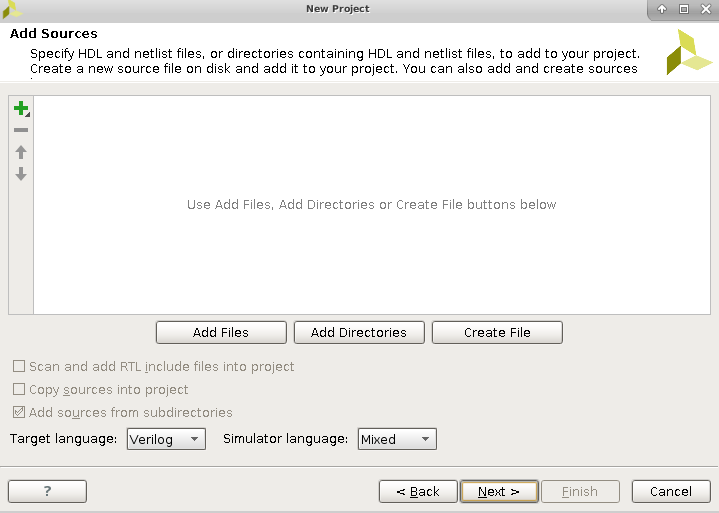 New Project
Add Sources
Specify HDL and netlist files, or directories containing HDL and netlist files, to add to your project.
Create a new source file on disk and add it to your project. You can also add and create sources
Use Add Files, Add Directories or Create File buttons below
Add Files Add Directories Create File
Scan and add RTL include files into project
Copy sources into project
Add sources from subdirectories
Target language: Verilog Simulator language: Mixed
? < Back Next > Finish Cancel